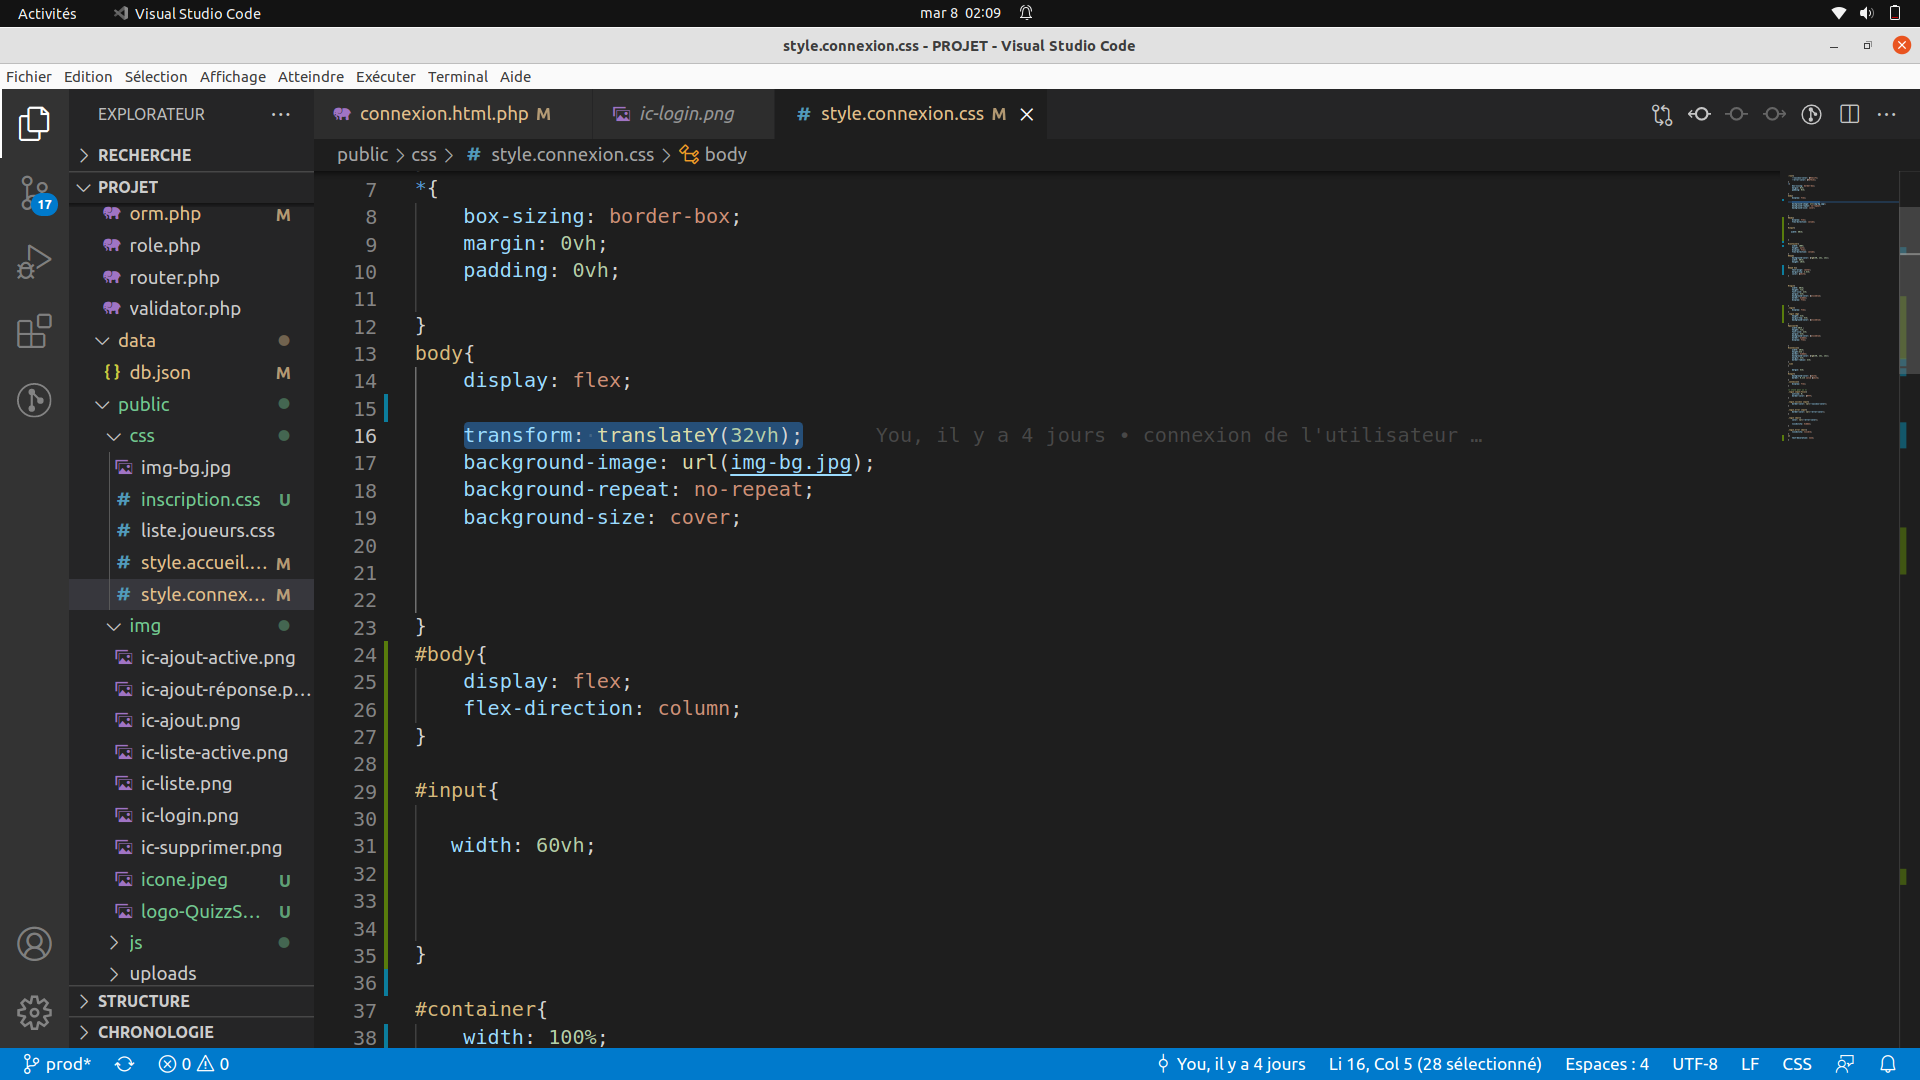 Activités
Visual Studio Code
mar 8 02:09
style.connexion.css - PROJET - Visual Studio Code
Fichier Edition Sélection Affichage Atteindre Exécuter Terminal Aide
EXPLORATEUR
RECHERCHE
PROJET
orm.php M
role.php
router.php
validator.php
data
{} db.json M
public
css
img-bg.jpg
# inscription.css U
# liste.joueurs.css
# style.accueil.... M
# style.connex... M
img
ic-ajout-active.png
ic-ajout-réponse.p...
ic-ajout.png
ic-liste-active.png
ic-liste.png
ic-login.png
ic-supprimer.png
icone.jpeg U
logo-QuizzS... U
js
uploads
STRUCTURE
CHRONOLOGIE
17
connexion.html.php M
ic-login.png
# style.connexion.css M
public > css > # style.connexion.css > body
7 *{
8 box-sizing: border-box;
9 margin: 0vh;
10 padding: 0vh;
11
12 }
13 body{
14 display: flex;
15
16 transform: translateY(32vh); You, il y a 4 jours • connexion de l'utilisateur …
17 background-image: url(img-bg.jpg);
18 background-repeat: no-repeat;
19 background-size: cover;
20
21
22
23 }
24 #body{
25 display: flex;
26 flex-direction: column;
27 }
28
29 #input{
30
31 width: 60vh;
32
33
34
35 }
36
37 #container{
38 width: 100%;
prod* 0 0 You, il y a 4 jours Li 16, Col 5 (28 sélectionné) Espaces : 4 UTF-8 LF CSS